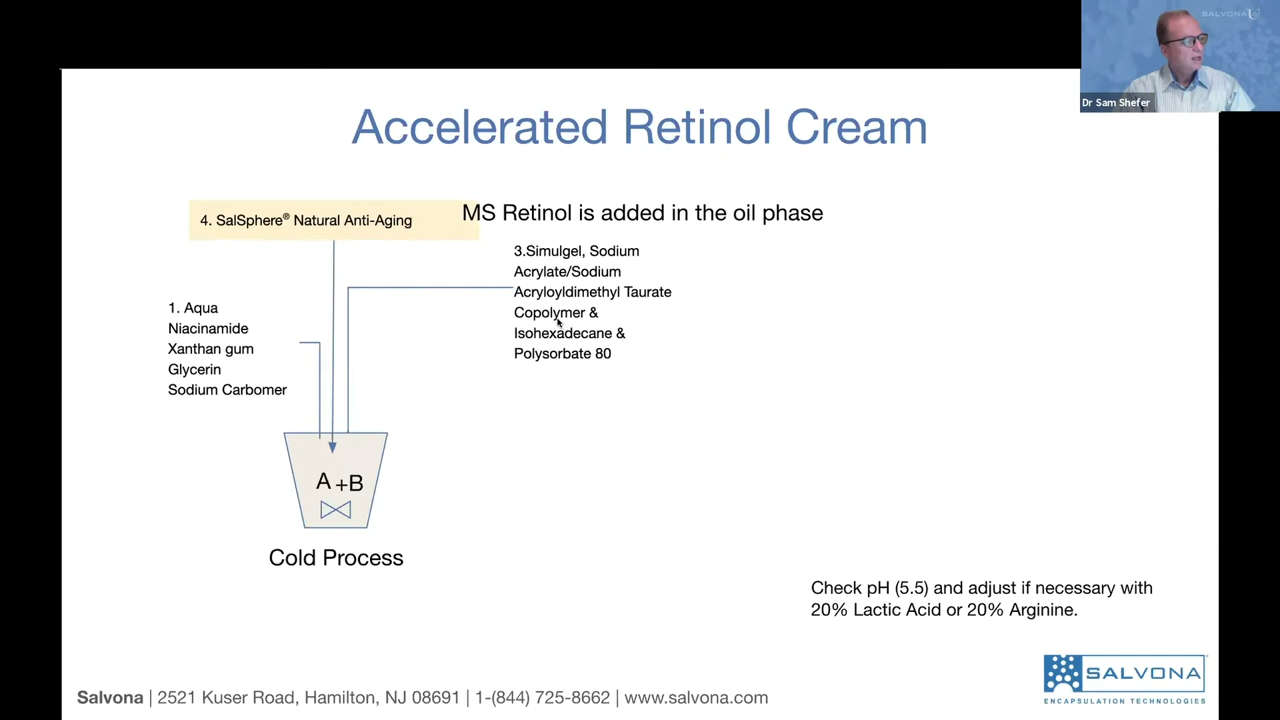 SALVONA
Dr Sam Shefer
Accelerated Retinol Cream
4. SalSphere® Natural Anti-Aging
MS Retinol is added in the oil phase
3.Simulgel, Sodium
Acrylate/Sodium
Acryloyldimethyl Taurate
Copolymer &
Isohexadecane &
Polysorbate 80
1. Aqua
Niacinamide
Xanthan gum
Glycerin
Sodium Carbomer
A +B
Cold Process
Check pH (5.5) and adjust if necessary with
20% Lactic Acid or 20% Arginine.
SALVONA®
ENCAPSULATION TECHNOLOGIES
Salvona | 2521 Kuser Road, Hamilton, NJ 08691 | 1-(844) 725-8662 | www.salvona.com